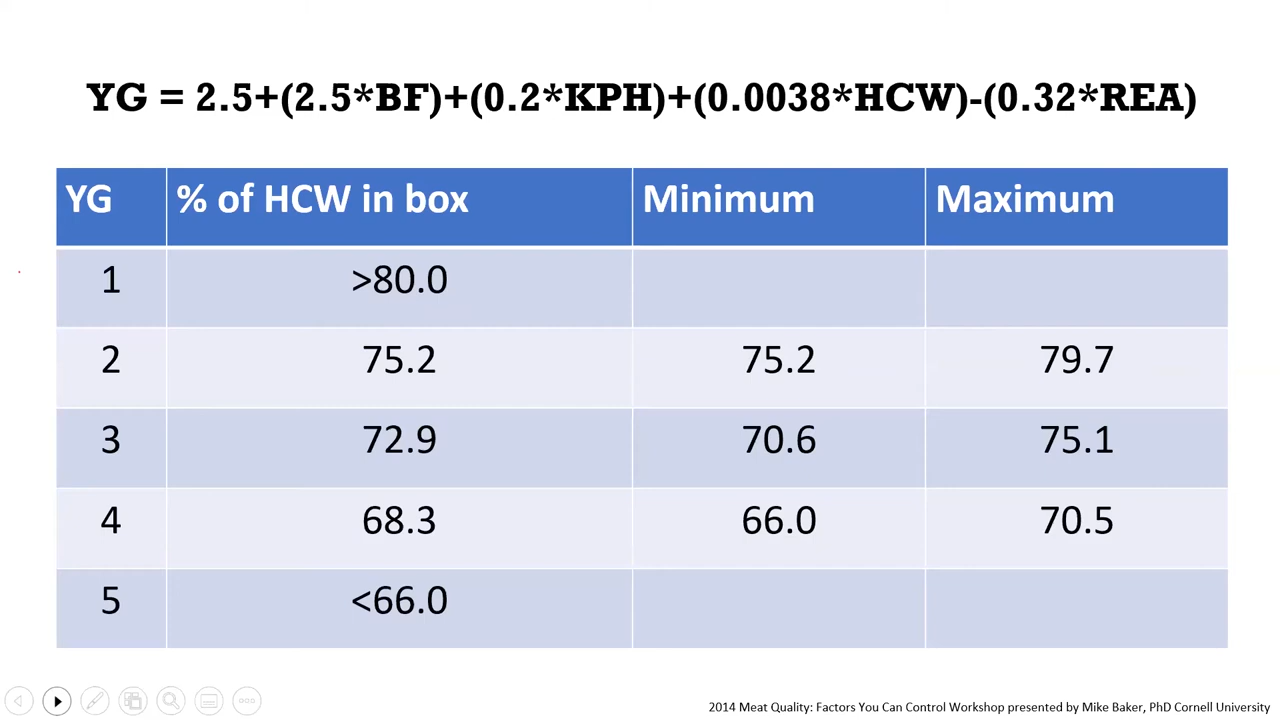 YG = 2.5+(2.5*BF)+(0.2*KPH)+(0.0038*HCW)-(0.32*REA)
YG % of HCW in box Minimum Maximum
1 >80.0
2 75.2 75.2 79.7
3 72.9 70.6 75.1
4 68.3 66.0 70.5
5 <66.0
2014 Meat Quality: Factors You Can Control Workshop presented by Mike Baker, PhD Cornell University